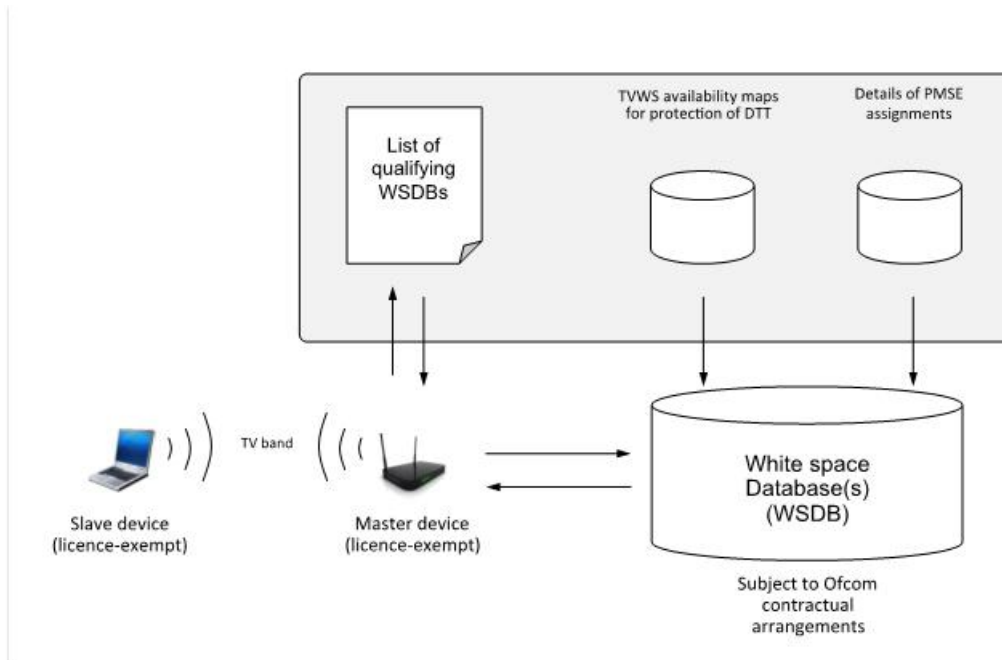 List of
qualifying
WSDBs
TVWS availability maps
for protection of DTT
Details of PMSE
assignments
TV band
Slave device
(licence-exempt)
Master device
(licence-exempt)
White space
Database(s)
(WSDB)
Subject to Ofcom
contractual
arrangements